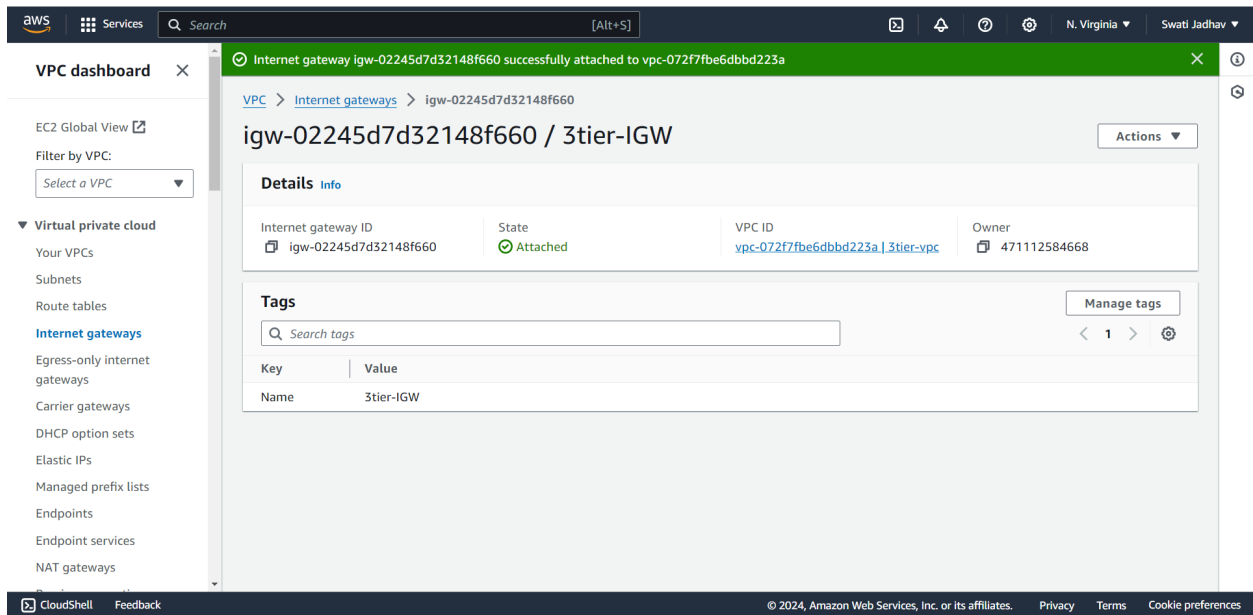 aws
Services
Search
[Alt+S]
N. Virginia
Swati Jadhav
VPC dashboard
EC2 Global View
Filter by VPC:
Select a VPC
Virtual private cloud
Your VPCs
Subnets
Route tables
Internet gateways
Egress-only internet
gateways
Carrier gateways
DHCP option sets
Elastic IPs
Managed prefix lists
Endpoints
Endpoint services
NAT gateways
Internet gateway igw-02245d7d32148f660 successfully attached to vpc-072f7fbe6dbbd223a
VPC > Internet gateways > igw-02245d7d32148f660
igw-02245d7d32148f660 / 3tier-IGW
Actions
Details Info
Internet gateway ID
igw-02245d7d32148f660
State
Attached
VPC ID
vpc-072f7fbe6dbbd223a | 3tier-vpc
Owner
471112584668
Tags
Manage tags
Search tags
1
Key Value
Name 3tier-IGW
CloudShell Feedback
© 2024, Amazon Web Services, Inc. or its affiliates. Privacy Terms Cookie preferences